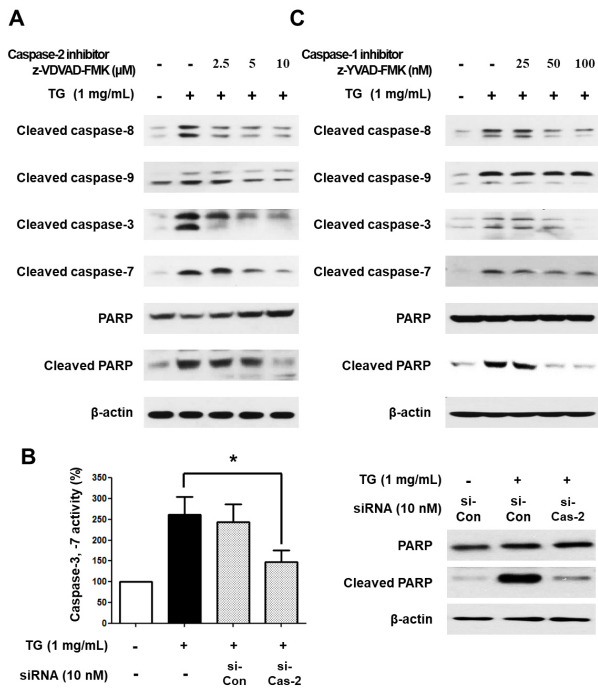 A
Caspase-2 inhibitor
z-VDVAD-FMK (μM) - - 2.5 5 10
TG (1 mg/mL) - + + + +
Cleaved caspase-8
Cleaved caspase-9
Cleaved caspase-3
Cleaved caspase-7
PARP
Cleaved PARP
β-actin
C
Caspase-1 inhibitor
z-YVAD-FMK (nM) - - 25 50 100
TG (1 mg/mL) - + + + +
Cleaved caspase-8
Cleaved caspase-9
Cleaved caspase-3
Cleaved caspase-7
PARP
Cleaved PARP
β-actin
B
*
Caspase-3, -7 activity (%)
350
300
250
200
150
100
50
0
TG (1 mg/mL) - + + +
siRNA (10 nM) - - si-Con si-Cas-2
TG (1 mg/mL) - + +
siRNA (10 nM) si-Con si-Con si-Cas-2
PARP
Cleaved PARP
β-actin